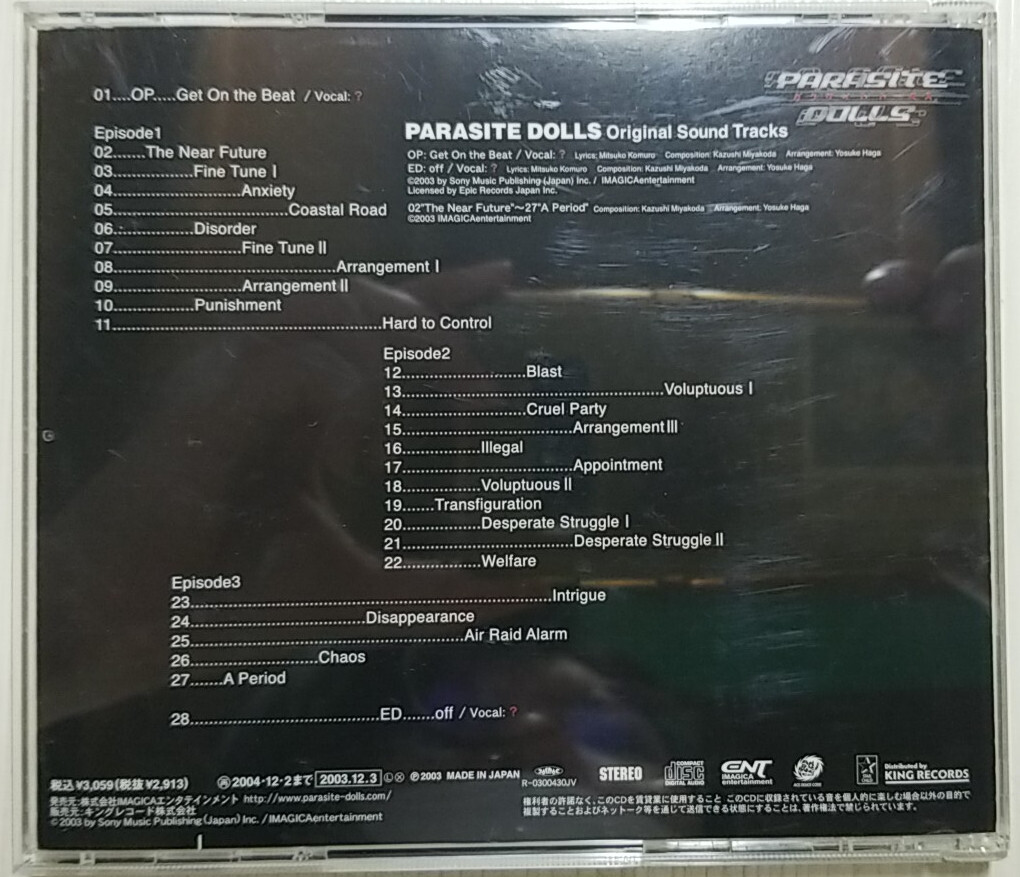 01....OP.....Get On the Beat / Vocal: ?
PARASITE
DOLLS
Episode1
02.......The Near Future
03.................Fine Tune I
04...........................Anxiety
05.....................................Coastal Road
06.................Disorder
07...........................Fine Tune II
08...............................................Arrangement I
09...........................Arrangement II
10.................Punishment
11.........................................................Hard to Control
PARASITE DOLLS Original Sound Tracks
OP: Get On the Beat / Vocal: ? Lyrics: Mitsuko Komuro Composition: Kazushi Miyakoda Arrangement: Yosuke Haga
ED: off / Vocal: ? Lyrics: Mitsuko Komuro Composition: Kazushi Miyakoda Arrangement: Yosuke Haga
©2003 by Sony Music Publishing (Japan) Inc. / IMAGICAentertainment
Licensed by Epic Records Japan Inc.
02"The Near Future"～27"A Period" Composition: Kazushi Miyakoda Arrangement: Yosuke Haga
©2003 IMAGICAentertainment
Episode2
12...........................Blast
13........................................................Voluptuous I
14...........................Cruel Party
15.....................................Arrangement III
16.................Illegal
17.....................................Appointment
18.................Voluptuous II
19.......Transfiguration
20.................Desperate Struggle I
21.....................................Desperate Struggle II
22.................Welfare
Episode3
23.............................................................................Intrigue
24.....................................Disappearance
25.........................................................Air Raid Alarm
26...........................Chaos
27.......A Period
28........................................ED.......off / Vocal: ?
税込¥3,059(税抜¥2,913) 再2004・12・2まで 2003.12.3 Ⓛ Ⓧ ℗2003 MADE IN JAPAN
R-0300430JV
STEREO
COMPACT disc DIGITAL AUDIO
ENT IMAGICA entertainment
Distributed by KING RECORDS
発売元:株式会社IMAGICAエンタテインメント http://www.parasite-dolls.com/
販売元:キングレコード株式会社
©2003 by Sony Music Publishing (Japan) Inc. / IMAGICAentertainment
権利者の許諾なく、このCDを賃貸業に使用すること このCDに収録されている音を個人的に楽しむ場合以外の目的で
複製することおよびネットワーク等を通じて送信できる状態にすることは、著作権法で禁じられています。